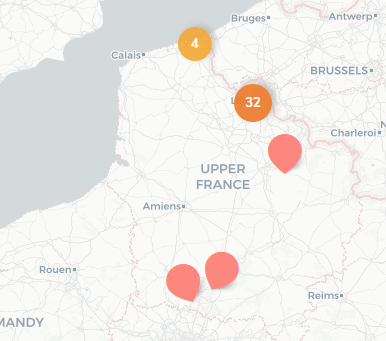 Bruges
Antwerp
4
Calais
BRUSSELS
32
Charleroi
UPPER
FRANCE
Amiens
Rouen
Reims
MANDY